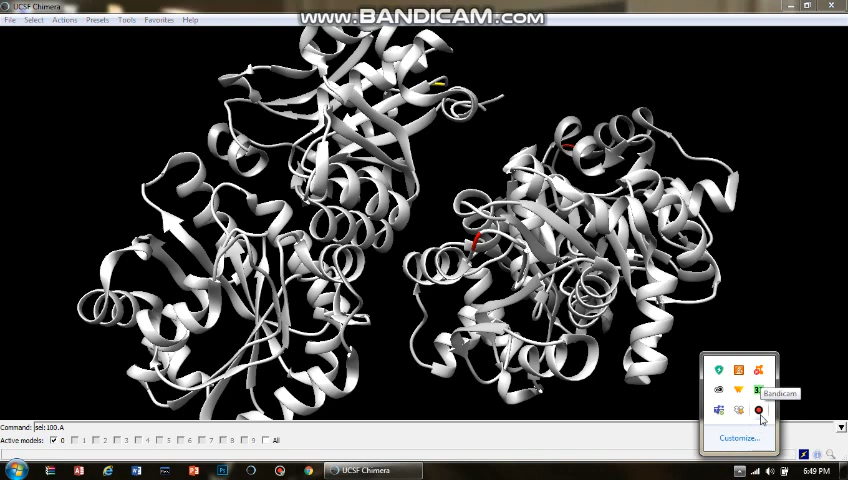 UCSF Chimera
WWW.BANDICAM.COM
File Select Actions Presets Tools Favorites Help
Bandicam
Customize...
Command: sel:100.A
Active models: 0 1 2 3 4 5 6 7 8 9 All
UCSF Chimera
6:49 PM